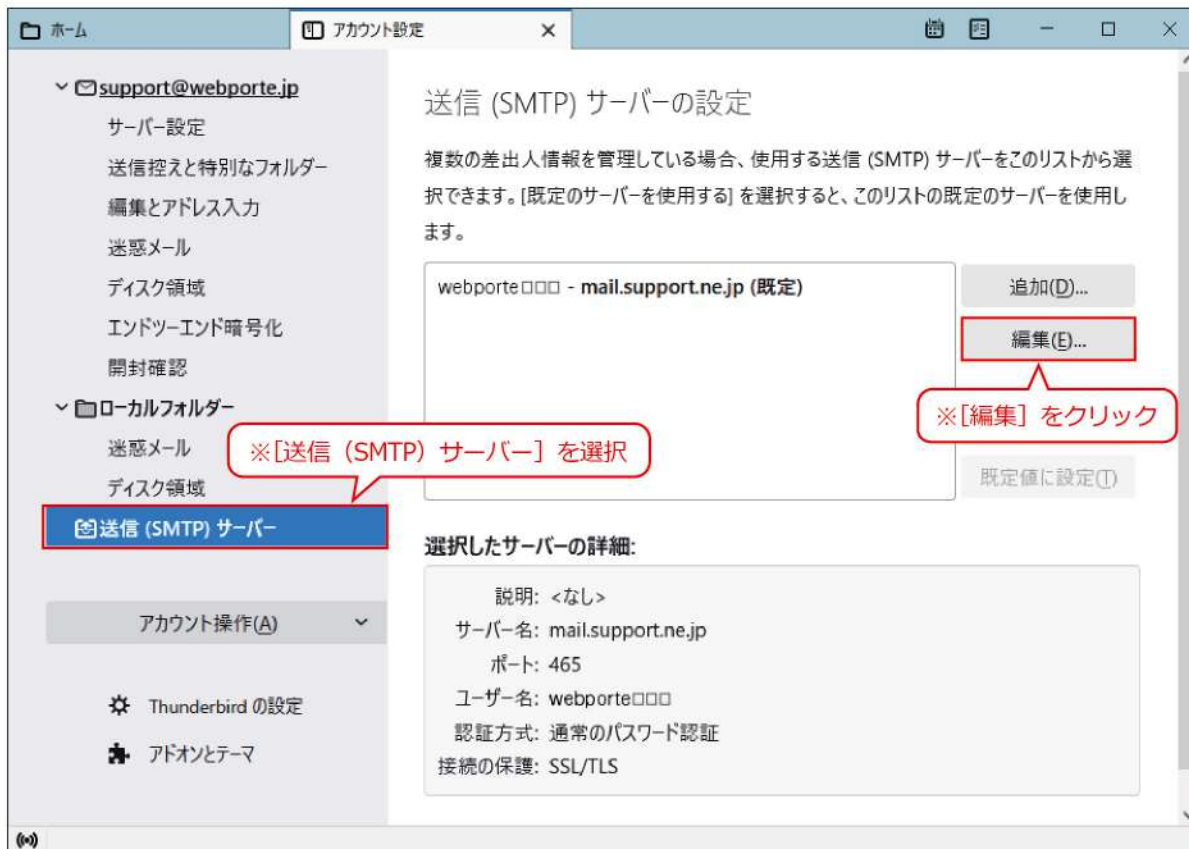 ホーム
アカウント設定
support@webporte.jp
サーバー設定
送信控えと特別なフォルダー
編集とアドレス入力
迷惑メール
ディスク領域
エンドツーエンド暗号化
開封確認
ローカルフォルダー
迷惑メール
ディスク領域
※[送信（SMTP）サーバー］を選択
送信 (SMTP) サーバー
アカウント操作(A)
Thunderbird の設定
アドオンとテーマ
送信 (SMTP) サーバーの設定
複数の差出人情報を管理している場合、使用する送信 (SMTP) サーバーをこのリストから選
択できます。[既定のサーバーを使用する] を選択すると、このリストの既定のサーバーを使用し
ます。
webporte□□□ - mail.support.ne.jp (既定)
追加(D)...
編集(E)...
※[編集］をクリック
既定値に設定(T)
選択したサーバーの詳細:
説明: <なし>
サーバー名: mail.support.ne.jp
ポート: 465
ユーザー名: webporte□□□
認証方式: 通常のパスワード認証
接続の保護: SSL/TLS